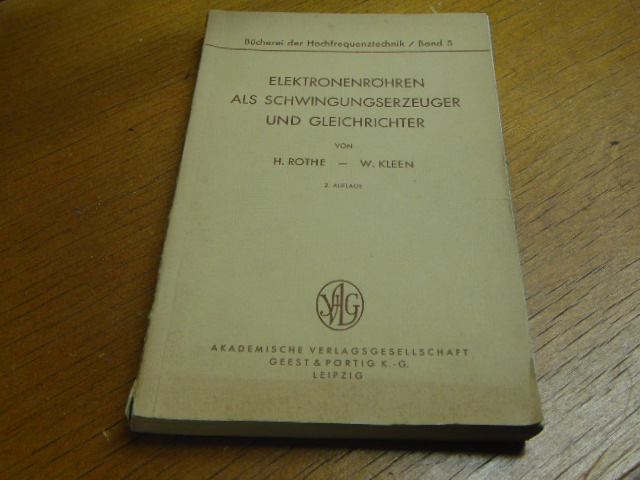 Bücherei der Hochfrequenztechnik / Band 5
ELEKTRONENRÖHREN
ALS SCHWINGUNGSERZEUGER
UND GLEICHRICHTER
VON
H. ROTHE — W. KLEEN
2. AUFLAGE
AVG
AKADEMISCHE VERLAGSGESELLSCHAFT
GEEST & PORTIG K.-G.
LEIPZIG